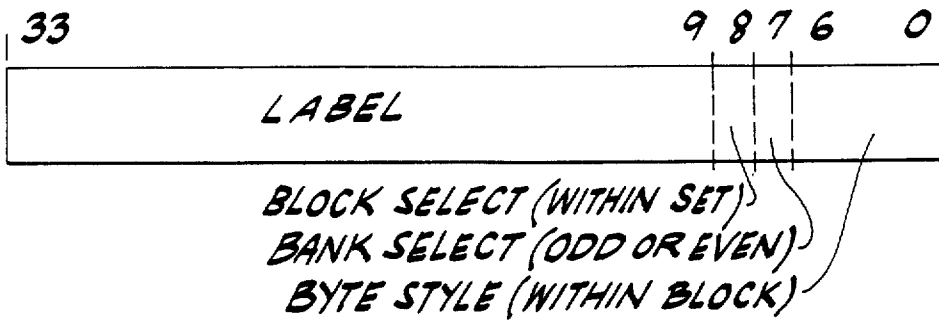 33 9 8 7 6 0
LABEL
BLOCK SELECT (WITHIN SET)
BANK SELECT (ODD OR EVEN)
BYTE STYLE (WITHIN BLOCK)